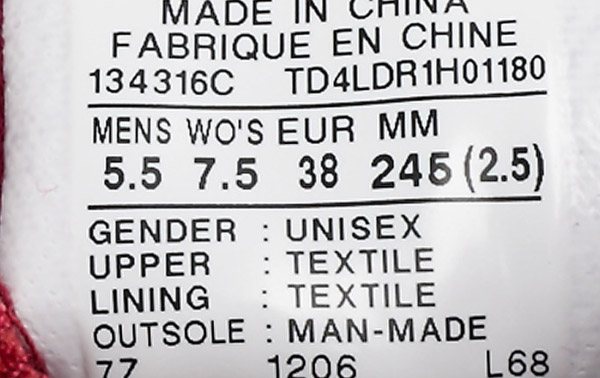 MADE IN CHINA
FABRIQUE EN CHINE
134316C TD4LDR1H01180
MENS WO'S EUR MM
5.5 7.5 38 245 (2.5)
GENDER : UNISEX
UPPER : TEXTILE
LINING : TEXTILE
OUTSOLE : MAN-MADE
77 1206 L68